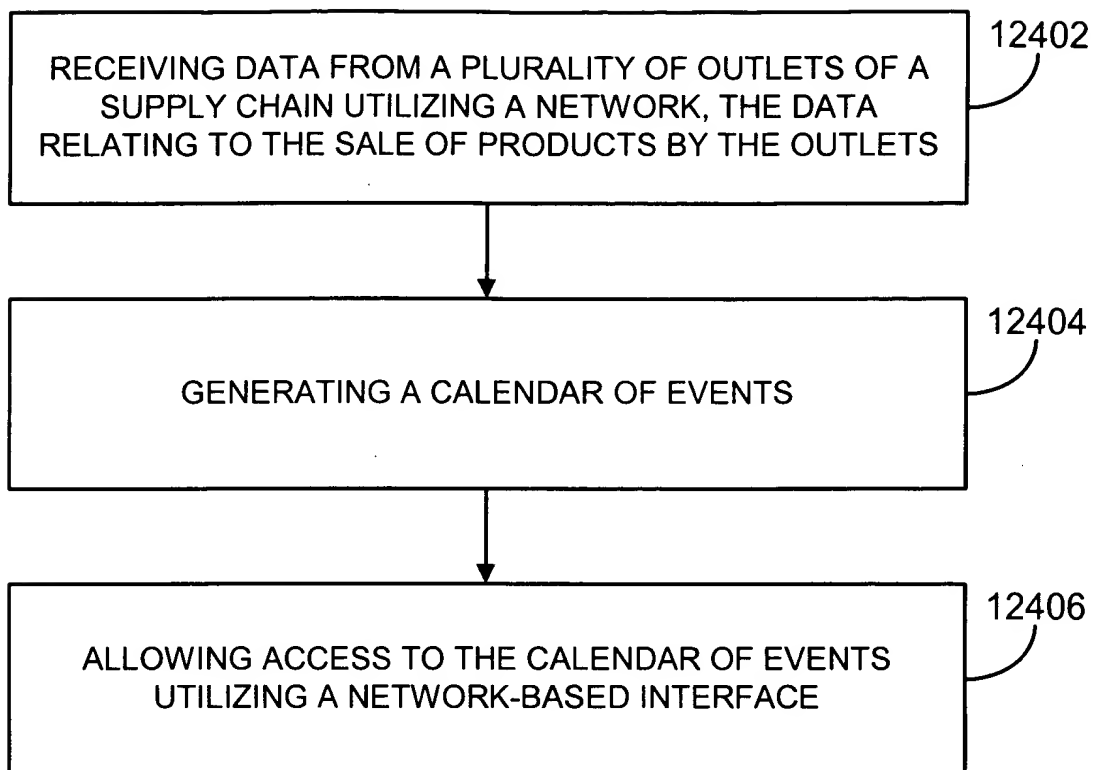 12402
RECEIVING DATA FROM A PLURALITY OF OUTLETS OF A
SUPPLY CHAIN UTILIZING A NETWORK, THE DATA
RELATING TO THE SALE OF PRODUCTS BY THE OUTLETS
12404
GENERATING A CALENDAR OF EVENTS
12406
ALLOWING ACCESS TO THE CALENDAR OF EVENTS
UTILIZING A NETWORK-BASED INTERFACE